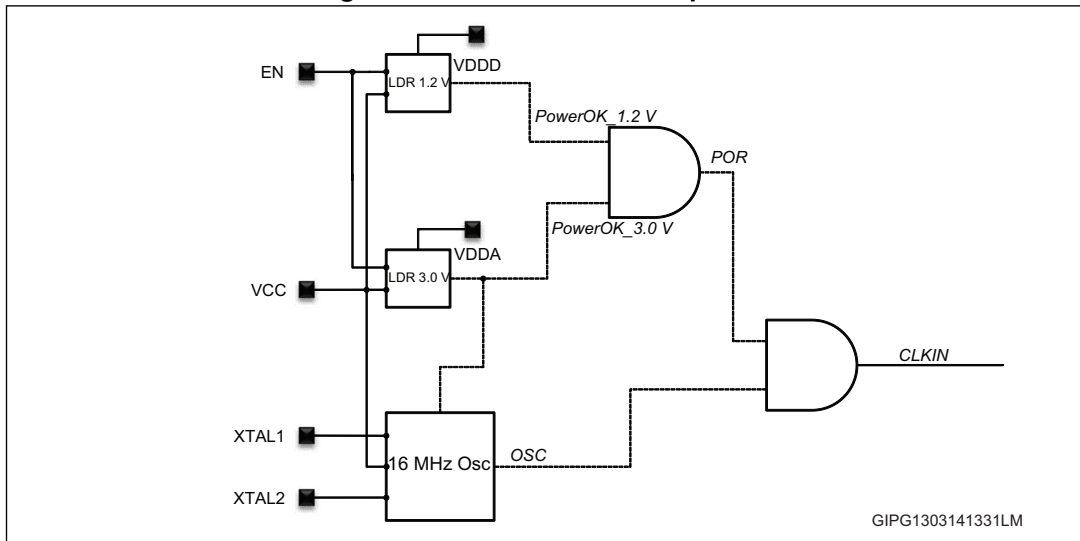 EN
VDDD
LDR 1.2 V
PowerOK_1.2 V
POR
PowerOK_3.0 V
VDDA
LDR 3.0 V
VCC
CLKIN
XTAL1
16 MHz Osc
OSC
XTAL2
GIPG1303141331LM